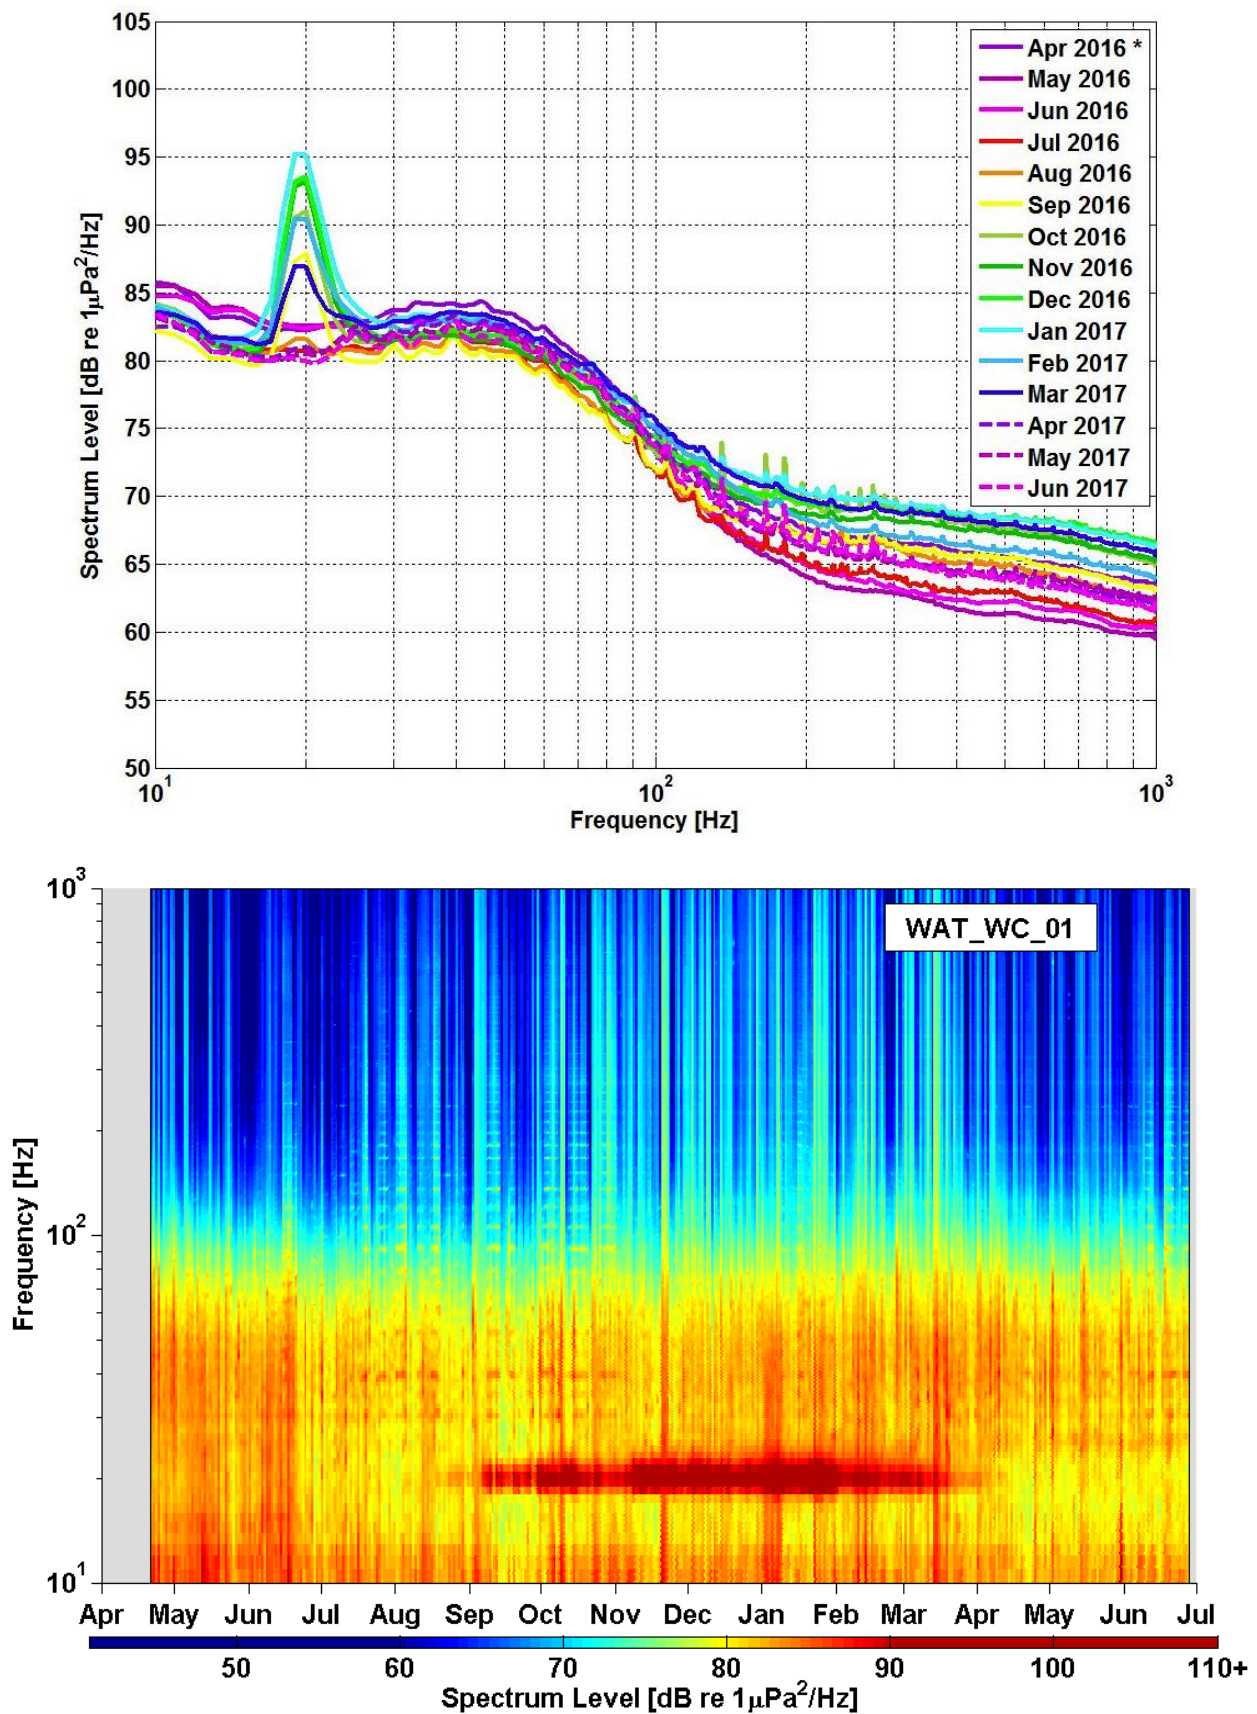 105
100
95
90
85
80
75
70
65
60
55
50
Spectrum Level [dB re 1μPa²/Hz]
10¹ 10² 10³
Frequency [Hz]
Apr 2016 *
May 2016
Jun 2016
Jul 2016
Aug 2016
Sep 2016
Oct 2016
Nov 2016
Dec 2016
Jan 2017
Feb 2017
Mar 2017
Apr 2017
May 2017
Jun 2017
10³
10²
10¹
Frequency [Hz]
WAT_WC_01
Apr May Jun Jul Aug Sep Oct Nov Dec Jan Feb Mar Apr May Jun Jul
50 60 70 80 90 100 110+
Spectrum Level [dB re 1μPa²/Hz]